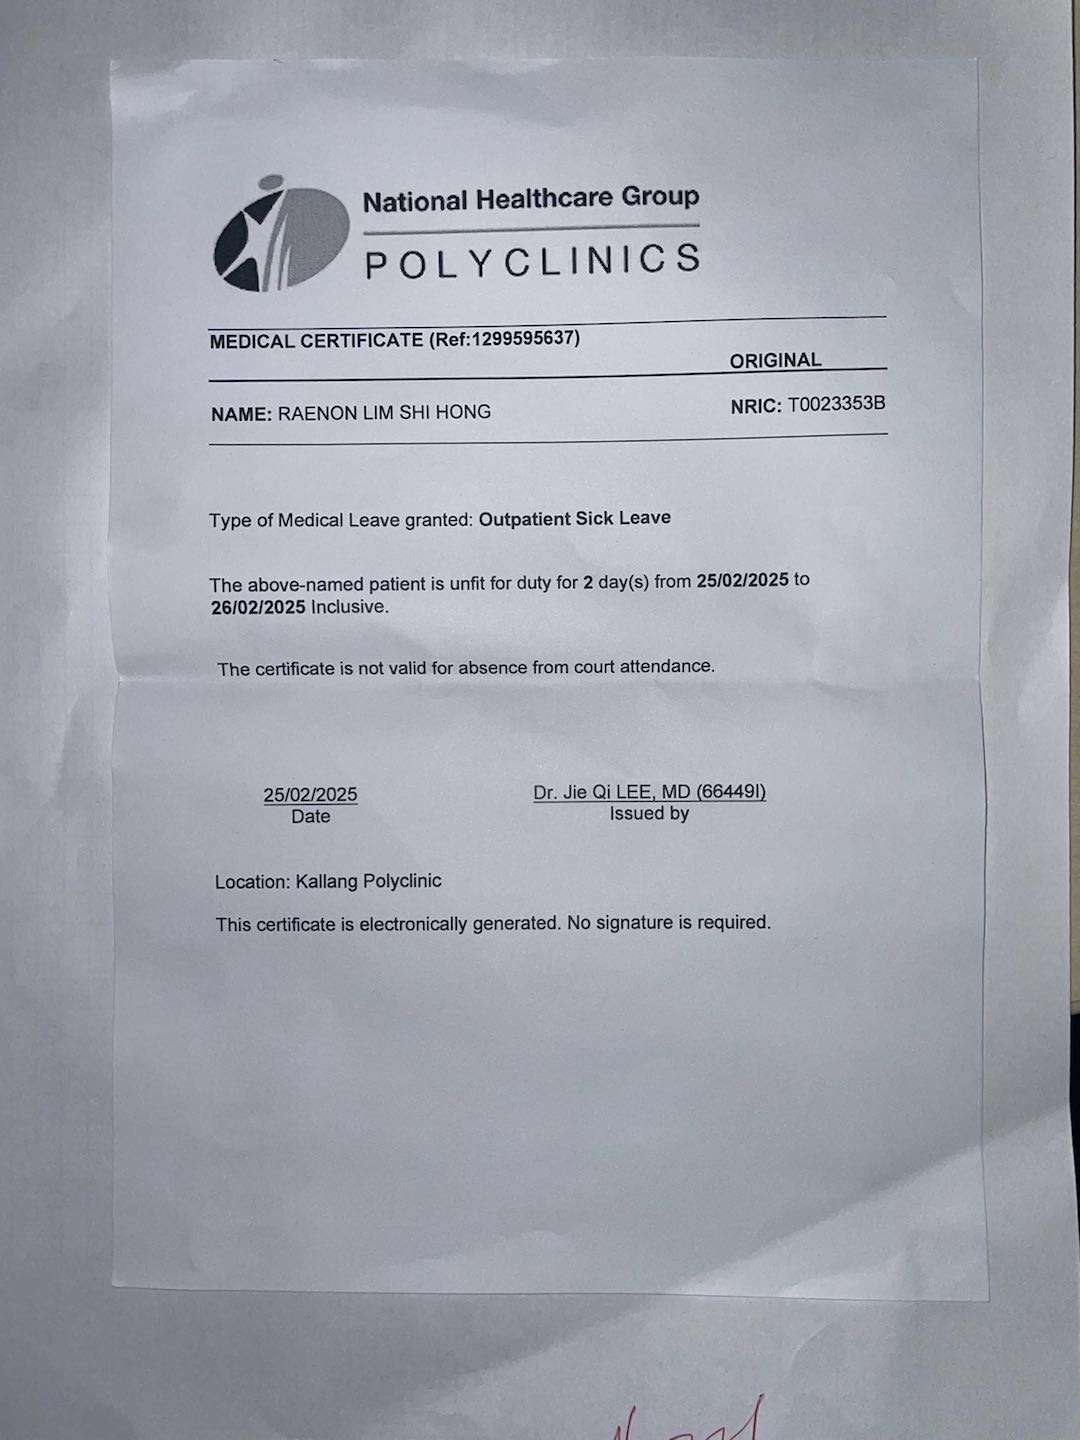 National Healthcare Group
POLYCLINICS
MEDICAL CERTIFICATE (Ref:1299595637)
ORIGINAL
NAME: RAENON LIM SHI HONG
NRIC: T0023353B
Type of Medical Leave granted: Outpatient Sick Leave
The above-named patient is unfit for duty for 2 day(s) from 25/02/2025 to
26/02/2025 Inclusive.
The certificate is not valid for absence from court attendance.
25/02/2025
Date
Dr. Jie Qi LEE, MD (66449I)
Issued by
Location: Kallang Polyclinic
This certificate is electronically generated. No signature is required.